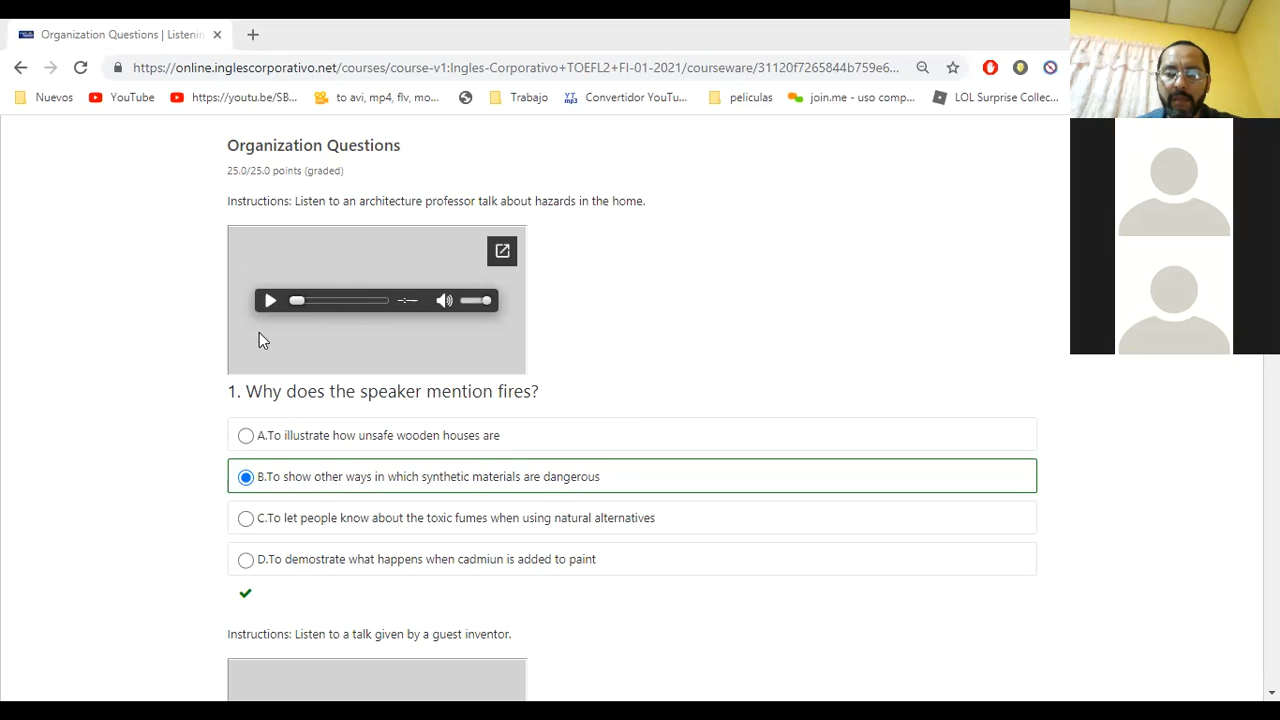 Organization Questions | Listenin
https://online.inglescorporativo.net/courses/course-v1:Ingles-Corporativo+TOEFL2+FI-01-2021/courseware/31120f7265844b759e6...
Nuevos YouTube https://youtu.be/SB... to avi, mp4, flv, mo... Trabajo Convertidor YouTu... peliculas join.me - uso comp... LOL Surprise Collec...
Organization Questions
25.0/25.0 points (graded)
Instructions: Listen to an architecture professor talk about hazards in the home.
-:--
1. Why does the speaker mention fires?
A.To illustrate how unsafe wooden houses are
B.To show other ways in which synthetic materials are dangerous
C.To let people know about the toxic fumes when using natural alternatives
D.To demostrate what happens when cadmiun is added to paint
Instructions: Listen to a talk given by a guest inventor.